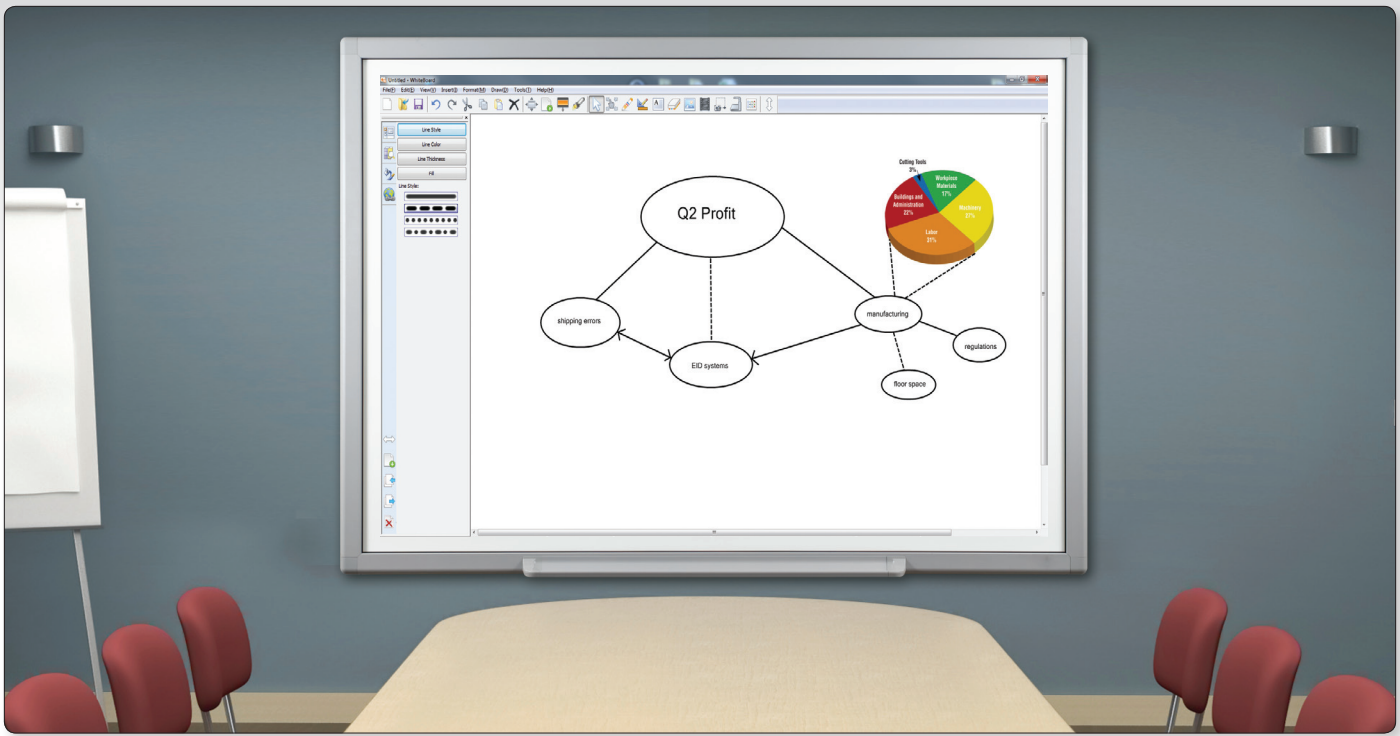 Untitled - WhiteBoard
File(F) Edit(E) View(V) Insert(I) Format(M) Draw(D) Tools(T) Help(H)
Line Style
Line Color
Line Thickness
Fill
Line Style:
Q2 Profit
shipping errors
EID systems
manufacturing
regulations
floor space
Cutting Tools
3%
Workpiece
Materials
17%
Buildings and
Administration
22%
Machinery
Labor
31%